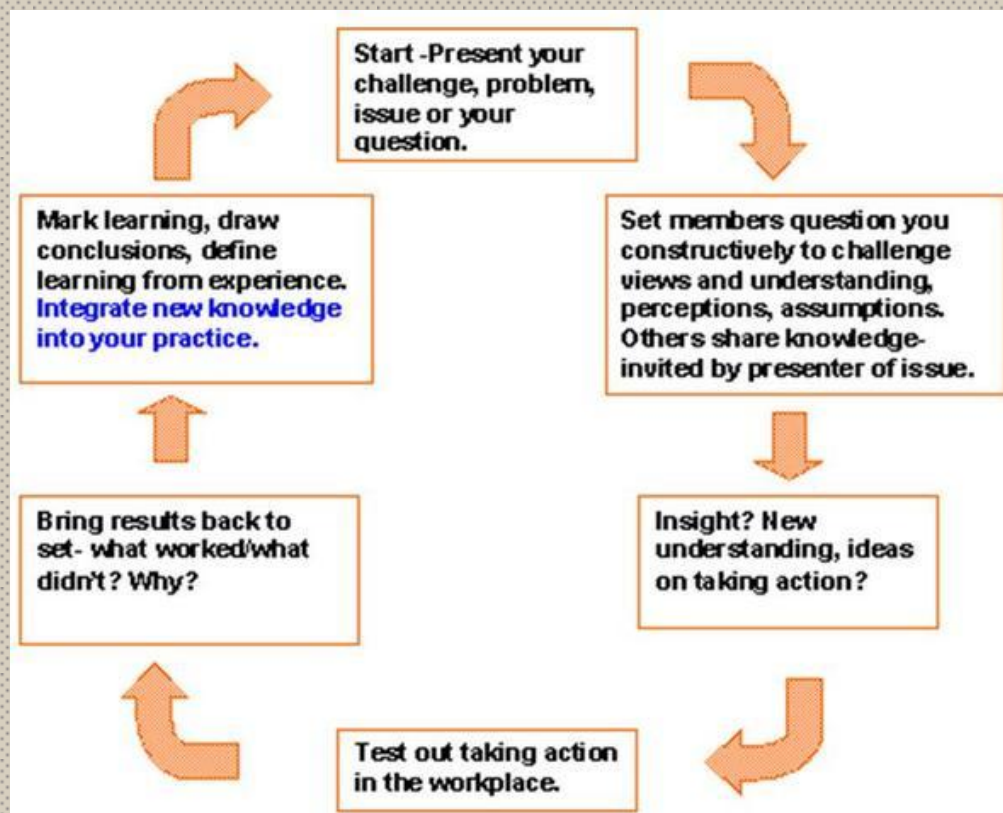 Start -Present your
challenge, problem,
issue or your
question.
Set members question you
constructively to challenge
views and understanding,
perceptions, assumptions.
Others share knowledge-
invited by presenter of issue.
Insight? New
understanding, ideas
on taking action?
Test out taking action
in the workplace.
Bring results back to
set- what worked/what
didn't? Why?
Mark learning, draw
conclusions, define
learning from experience.
Integrate new knowledge
into your practice.